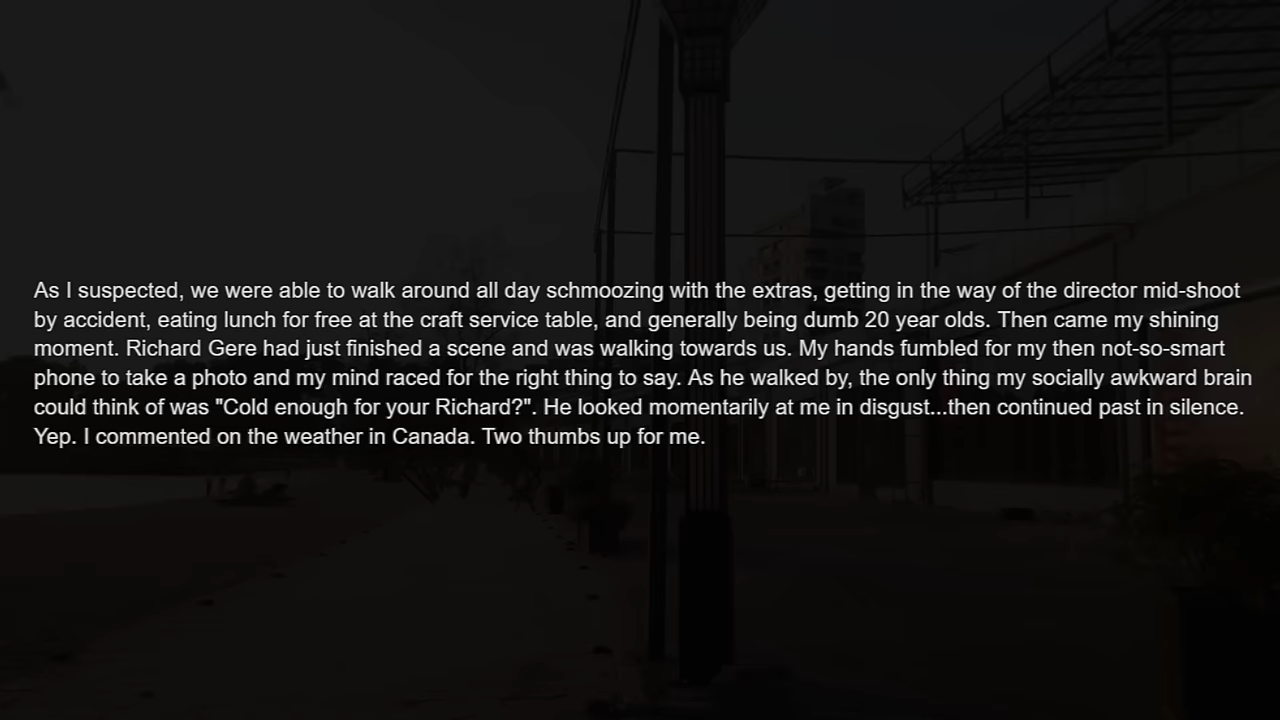 As I suspected, we were able to walk around all day schmoozing with the extras, getting in the way of the director mid-shoot
by accident, eating lunch for free at the craft service table, and generally being dumb 20 year olds. Then came my shining
moment. Richard Gere had just finished a scene and was walking towards us. My hands fumbled for my then not-so-smart
phone to take a photo and my mind raced for the right thing to say. As he walked by, the only thing my socially awkward brain
could think of was "Cold enough for your Richard?". He looked momentarily at me in disgust...then continued past in silence.
Yep. I commented on the weather in Canada. Two thumbs up for me.